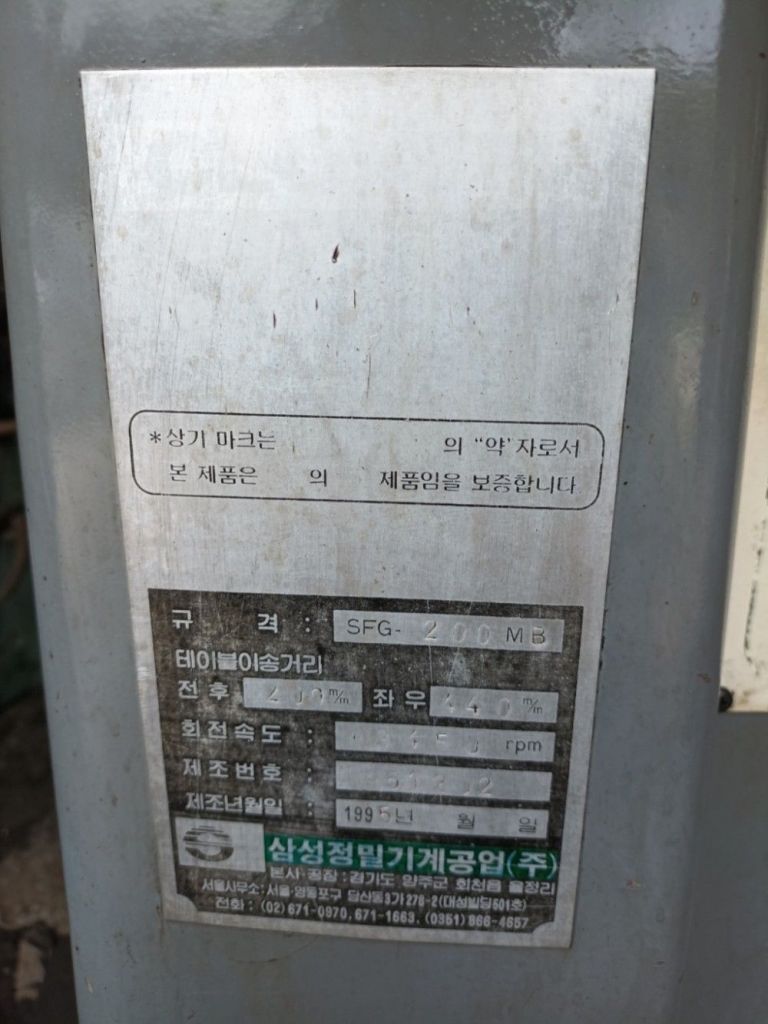 *상기 마크는 의 "약"자로서
본 제품은 의 제품임을 보증합니다
규 격 : SFG- 200 MB
테이블이송거리
전 후 200 m/m 좌 우 440 m/m
회전속도 : rpm
제조번호 :
제조년월일 : 1995년 월 일
삼성정밀기계공업(주)
본사·공장 : 경기도 양주군 회천읍 율정리
서울사무소 : 서울·영등포구 당산동3가 278-2 (대성빌딩501호)
전화 : (02) 671-0970, 671-1663. (0351) 866-4657